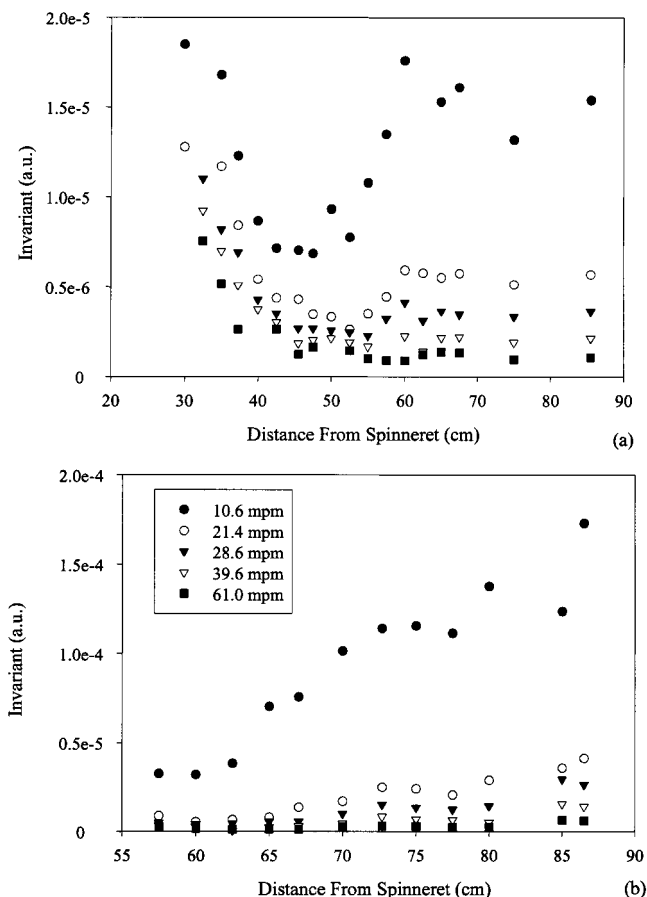 2.0e-5
1.5e-5
1.0e-5
0.5e-6
0
Invariant (a.u.)
20 30 40 50 60 70 80 90
Distance From Spinneret (cm)
(a)
2.0e-4
1.5e-4
1.0e-4
0.5e-5
0
Invariant (a.u.)
10.6 mpm
21.4 mpm
28.6 mpm
39.6 mpm
61.0 mpm
55 60 65 70 75 80 85 90
Distance From Spinneret (cm)
(b)